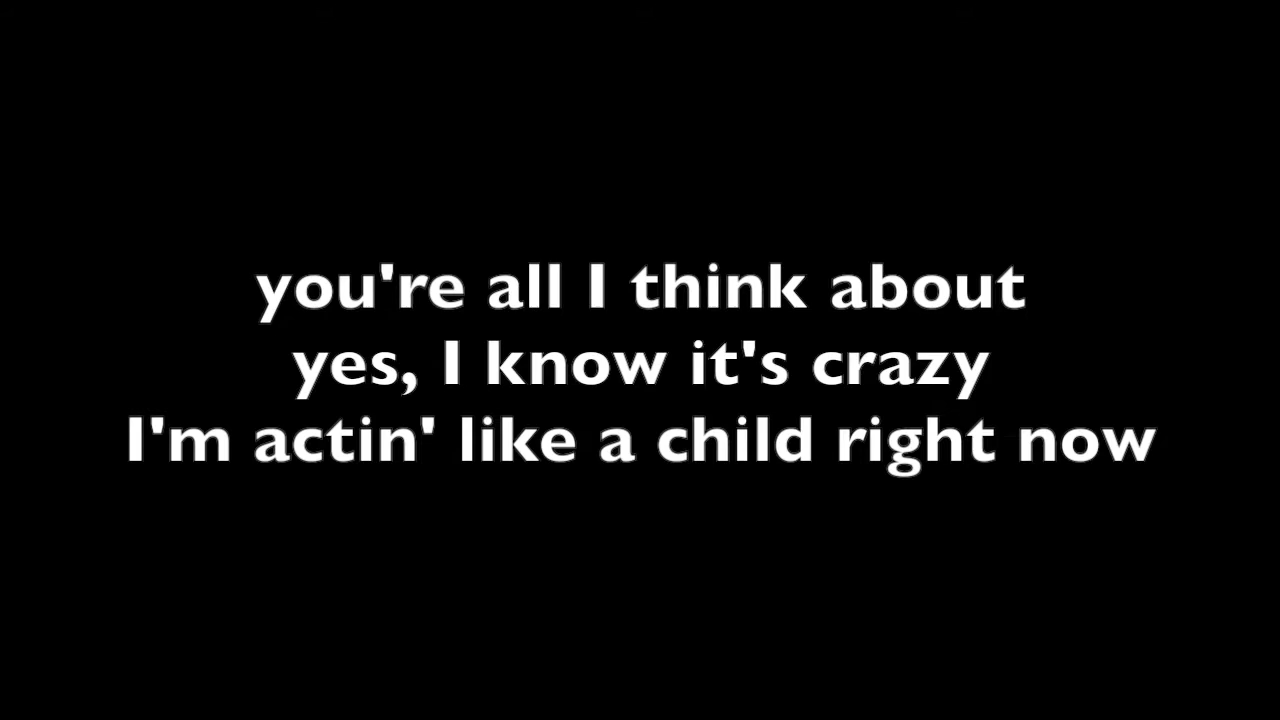 you're all I think about
yes, I know it's crazy
I'm actin' like a child right now